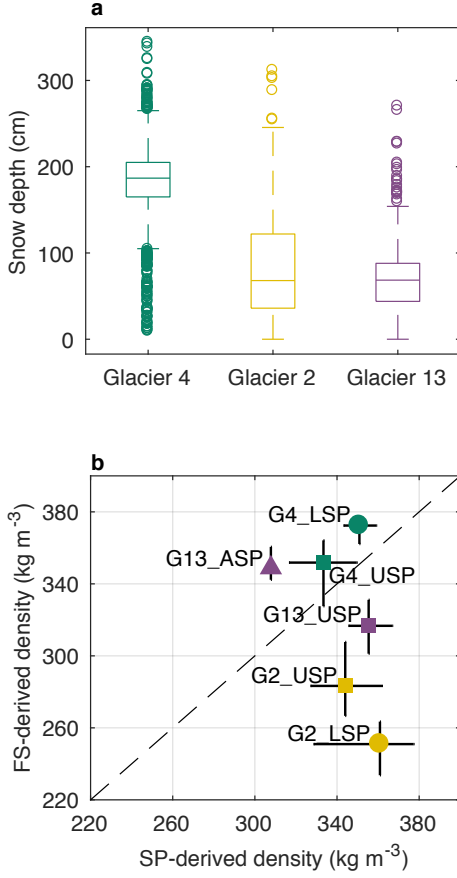 a
Snow depth (cm)
300
200
100
0
Glacier 4 Glacier 2 Glacier 13
b
FS-derived density (kg m⁻³)
380
340
300
260
220
G4_LSP
G13_ASP
G4_USP
G13_USP
G2_USP
G2_LSP
220 260 300 340 380
SP-derived density (kg m⁻³)